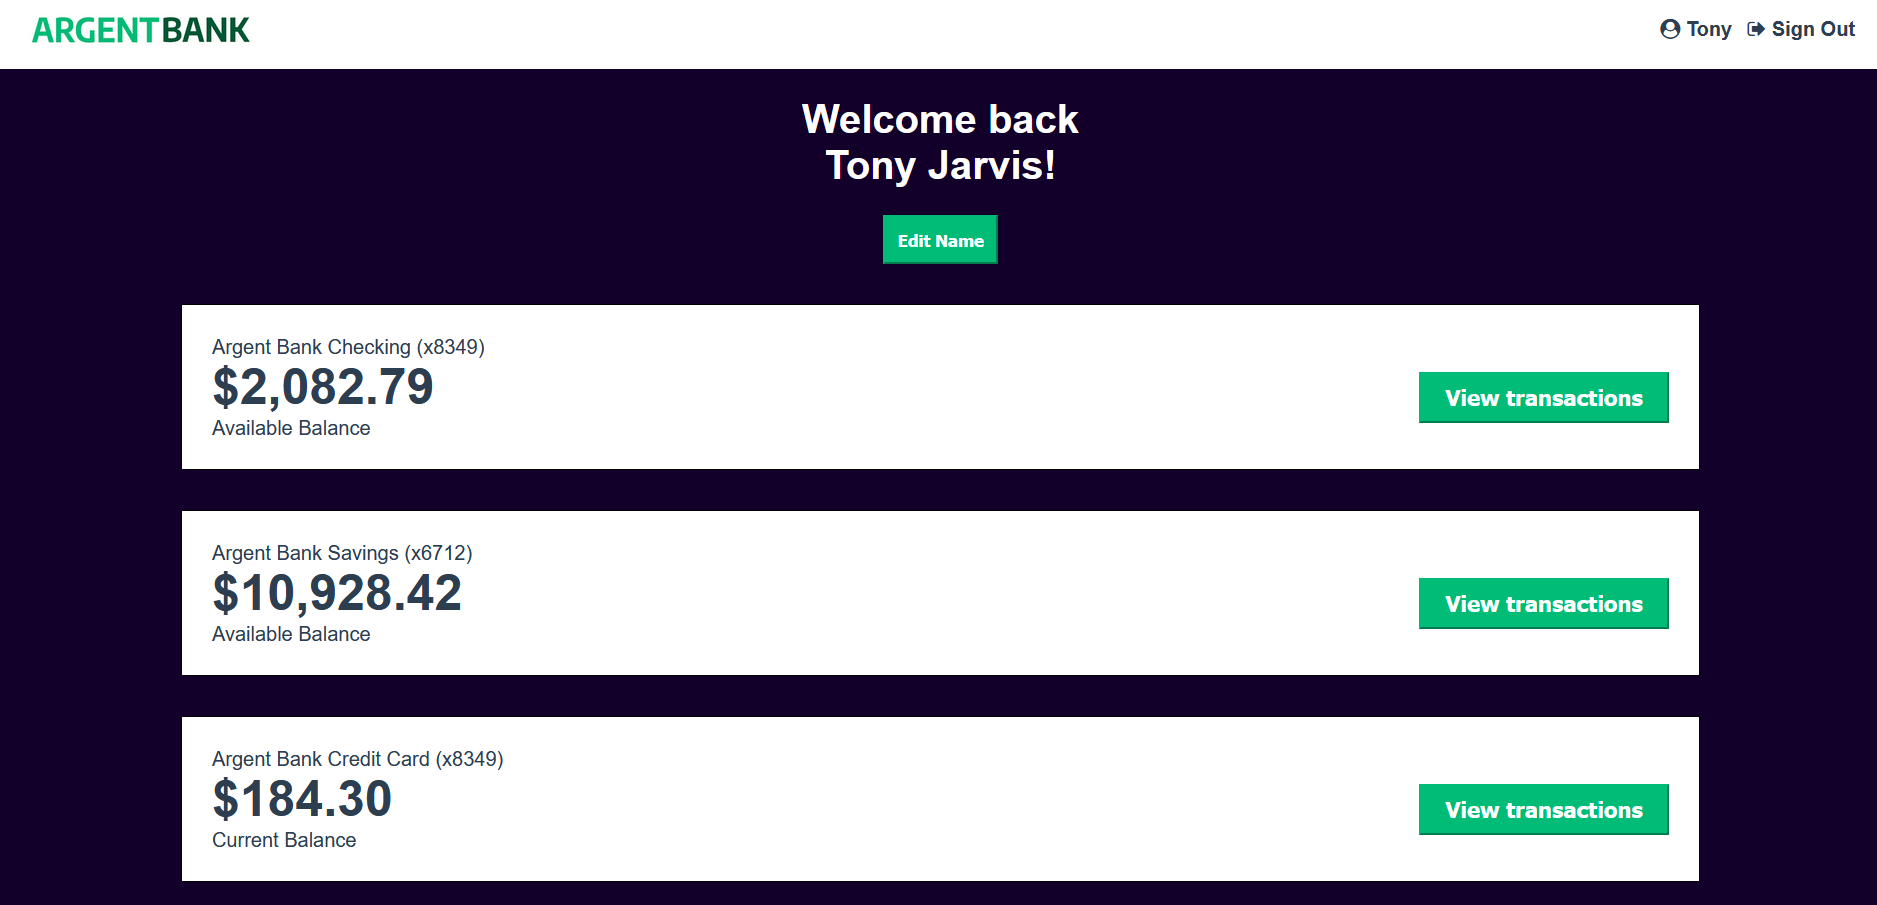 ARGENTBANK
Tony Sign Out
Welcome back
Tony Jarvis!
Edit Name
Argent Bank Checking (x8349)
$2,082.79
Available Balance
View transactions
Argent Bank Savings (x6712)
$10,928.42
Available Balance
View transactions
Argent Bank Credit Card (x8349)
$184.30
Current Balance
View transactions